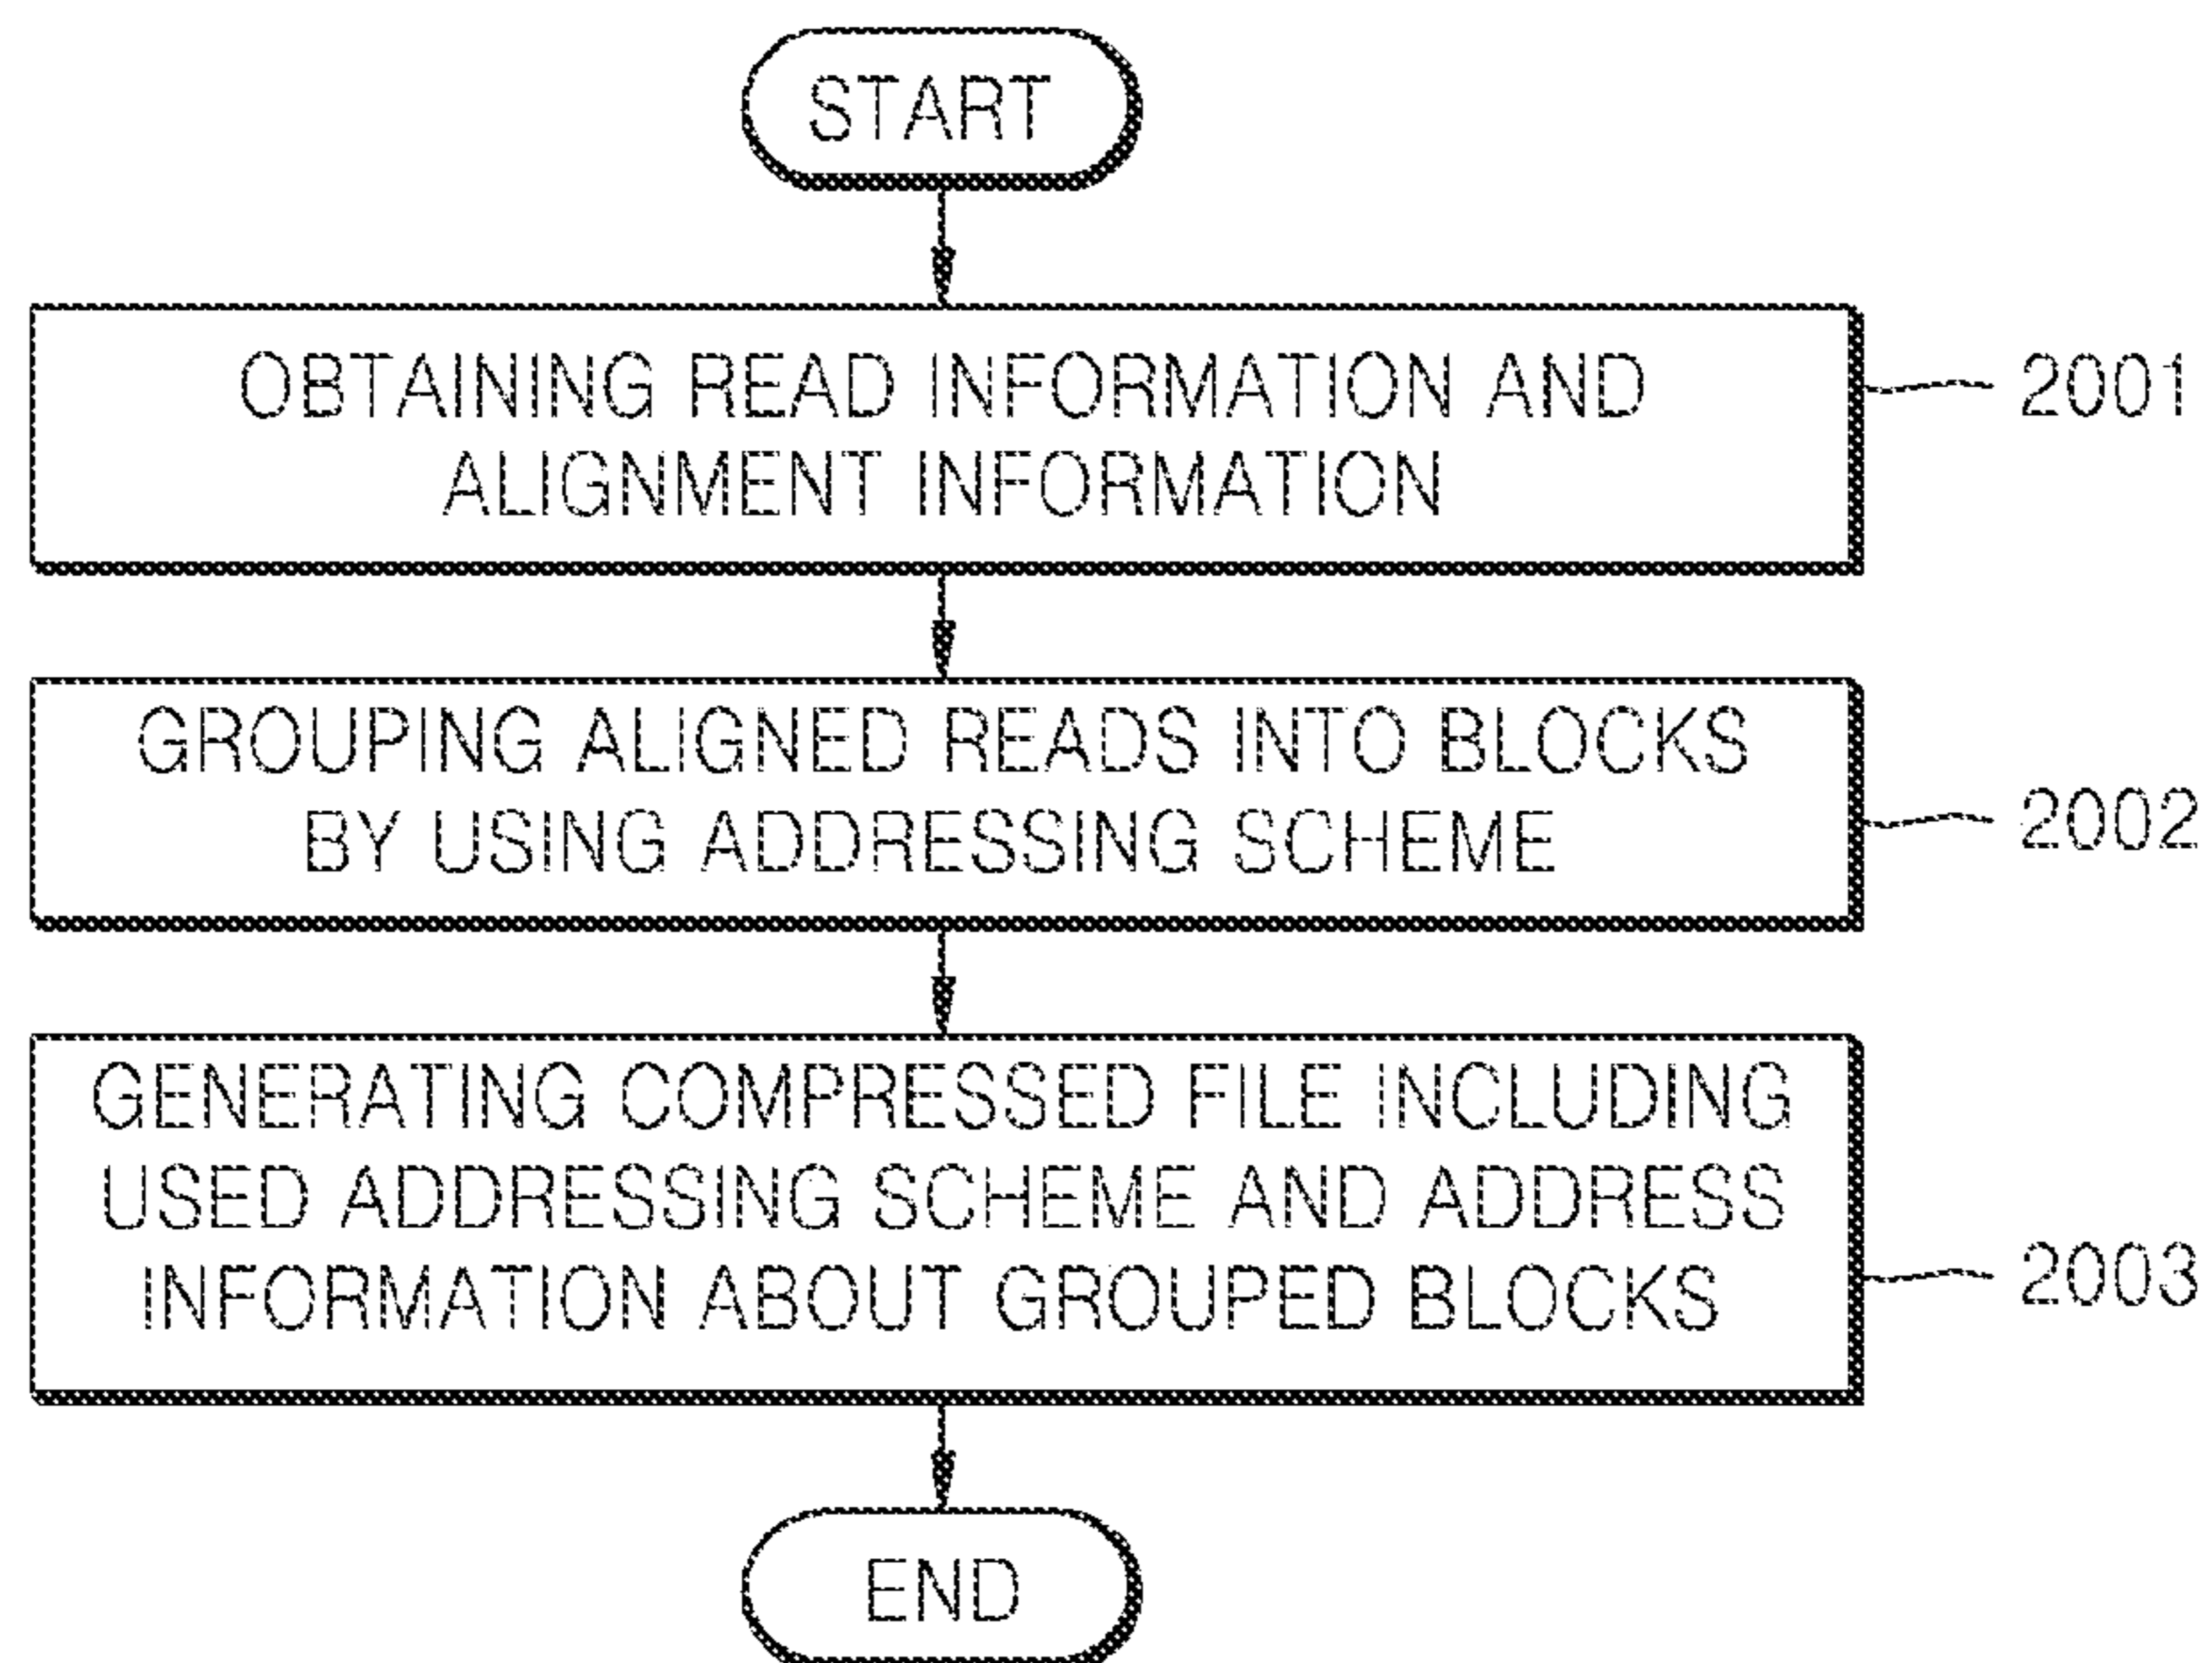 START
OBTAINING READ INFORMATION AND
ALIGNMENT INFORMATION
2001
GROUPING ALIGNED READS INTO BLOCKS
BY USING ADDRESSING SCHEME
2002
GENERATING COMPRESSED FILE INCLUDING
USED ADDRESSING SCHEME AND ADDRESS
INFORMATION ABOUT GROUPED BLOCKS
2003
END